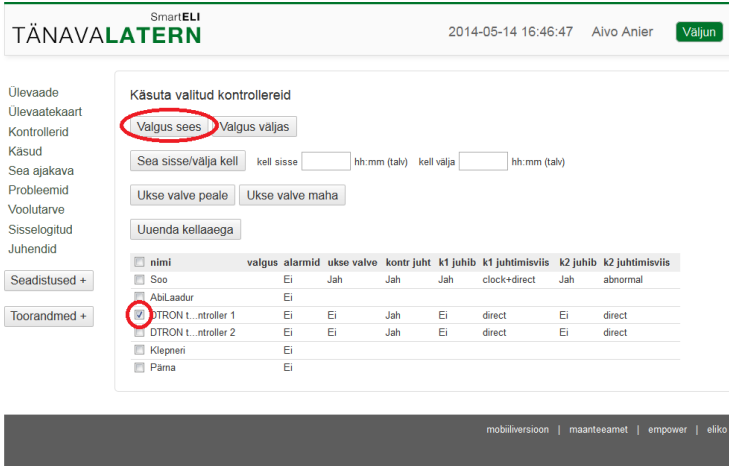 SmartELI
TÄNAVALATERN
2014-05-14 16:46:47 Aivo Anier Väljun
Ülevaade
Ülevaatekaart
Kontrollerid
Käsud
Sea ajakava
Probleemid
Voolutarve
Sisselogitud
Juhendid
Seadistused +
Toorandmed +
Käsuta valitud kontrollereid
Valgus sees Valgus väljas
Sea sisse/välja kell kell sisse hh:mm (talv) kell välja hh:mm (talv)
Ukse valve peale Ukse valve maha
Uuenda kellaaega
nimi valgus alarmid ukse valve kontr juht k1 juhib k1 juhtimisviis k2 juhib k2 juhtimisviis
Soo Ei Jah Jah Jah clock+direct Jah abnormal
AbiLaadur Ei
DTRON t...ntroller 1 Ei Ei Jah Ei direct Ei direct
DTRON t...ntroller 2 Ei Ei Jah Ei direct Ei direct
Klepneri Ei
Pärna Ei
mobiiliversioon | maanteeamet | empower | eliko